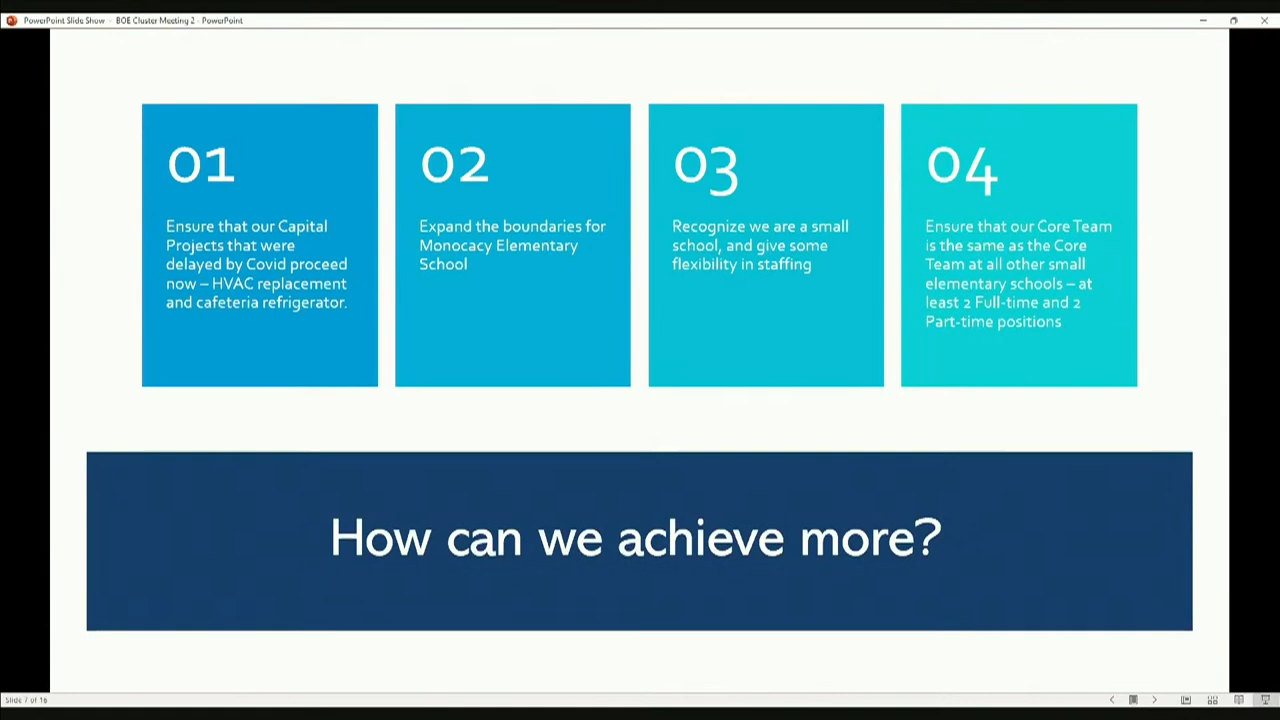 PowerPoint Slide Show - BOE Cluster Meeting 2 - PowerPoint
01
Ensure that our Capital
Projects that were
delayed by Covid proceed
now – HVAC replacement
and cafeteria refrigerator.
02
Expand the boundaries for
Monocacy Elementary
School
03
Recognize we are a small
school, and give some
flexibility in staffing
04
Ensure that our Core Team
is the same as the Core
Team at all other small
elementary schools – at
least 2 Full-time and 2
Part-time positions
How can we achieve more?
Slide 7 of 16